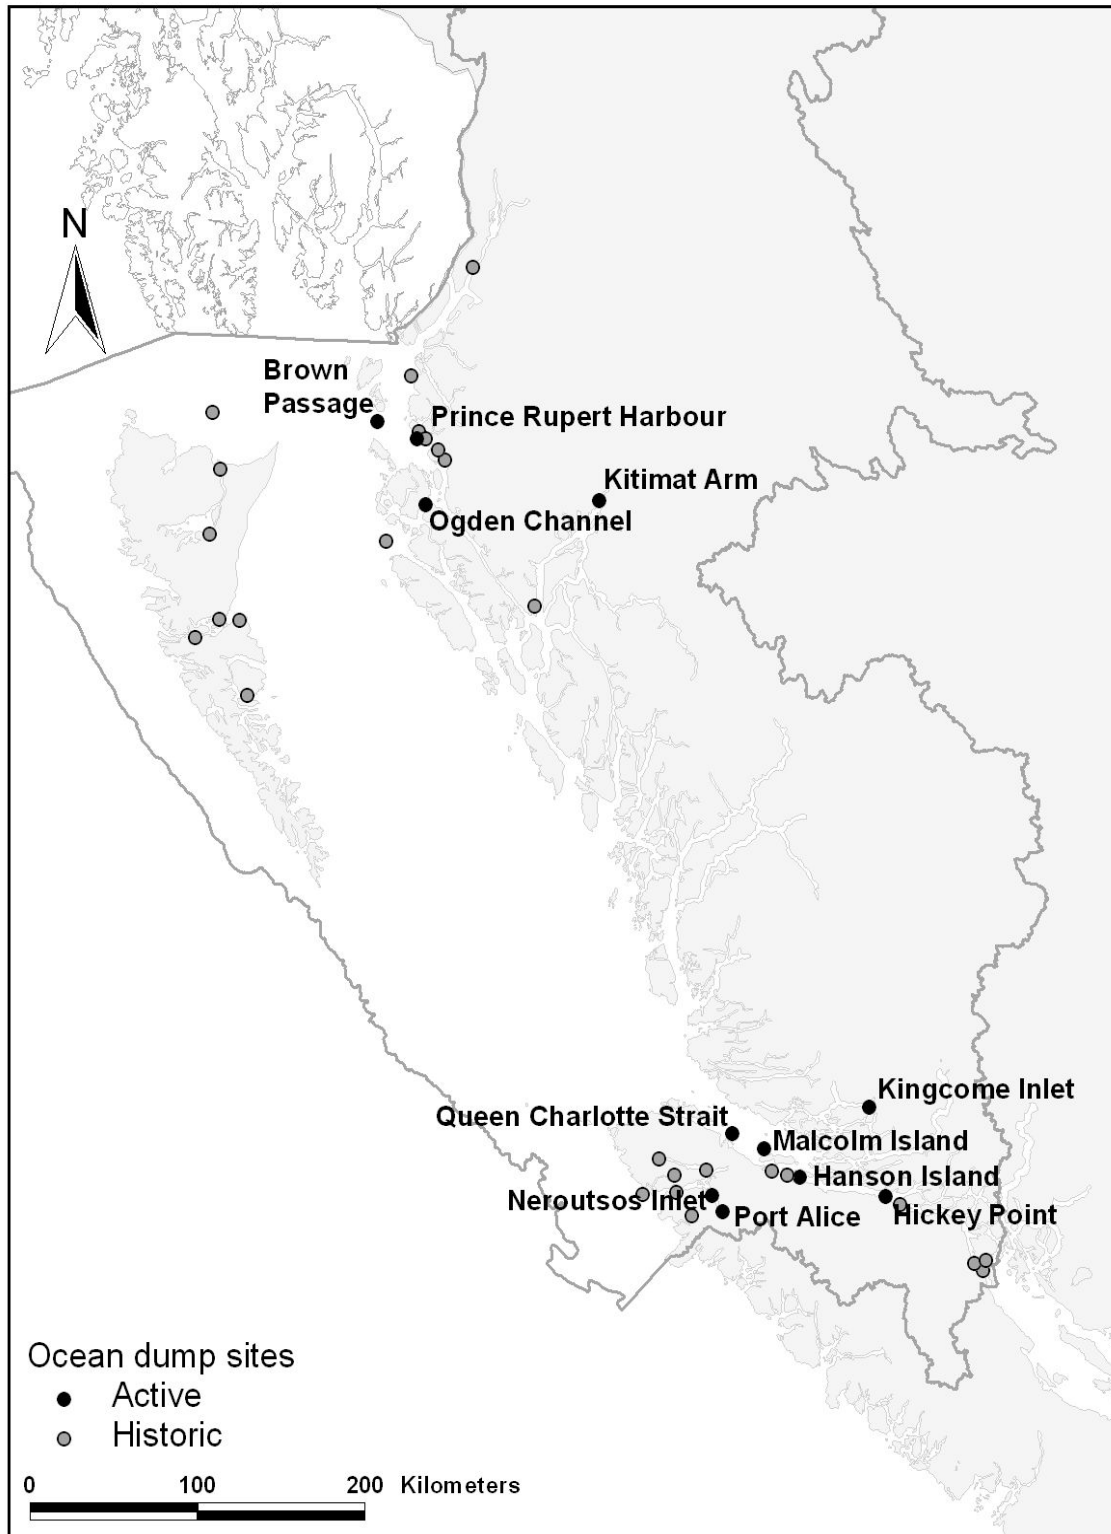 N
Brown
Passage
Prince Rupert Harbour
Kitimat Arm
Ogden Channel
Kingcome Inlet
Queen Charlotte Strait
Malcolm Island
Hanson Island
Neroutsos Inlet
Port Alice
Hickey Point
Ocean dump sites
Active
Historic
0 100 200 Kilometers